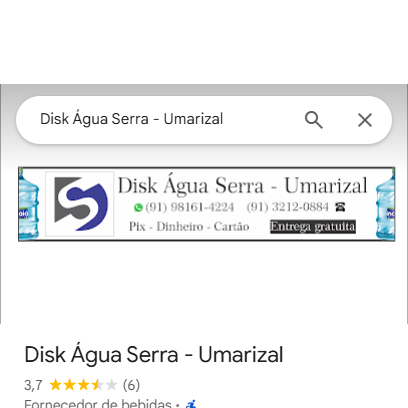 Disk Água Serra - Umarizal
Disk Água Serra - Umarizal
(91) 98161-4224 (91) 3212-0884 ☎
Pix - Dinheiro - Cartão Entrega gratuita
Disk Água Serra - Umarizal
3,7 (6)
Fornecedor de bebidas ·